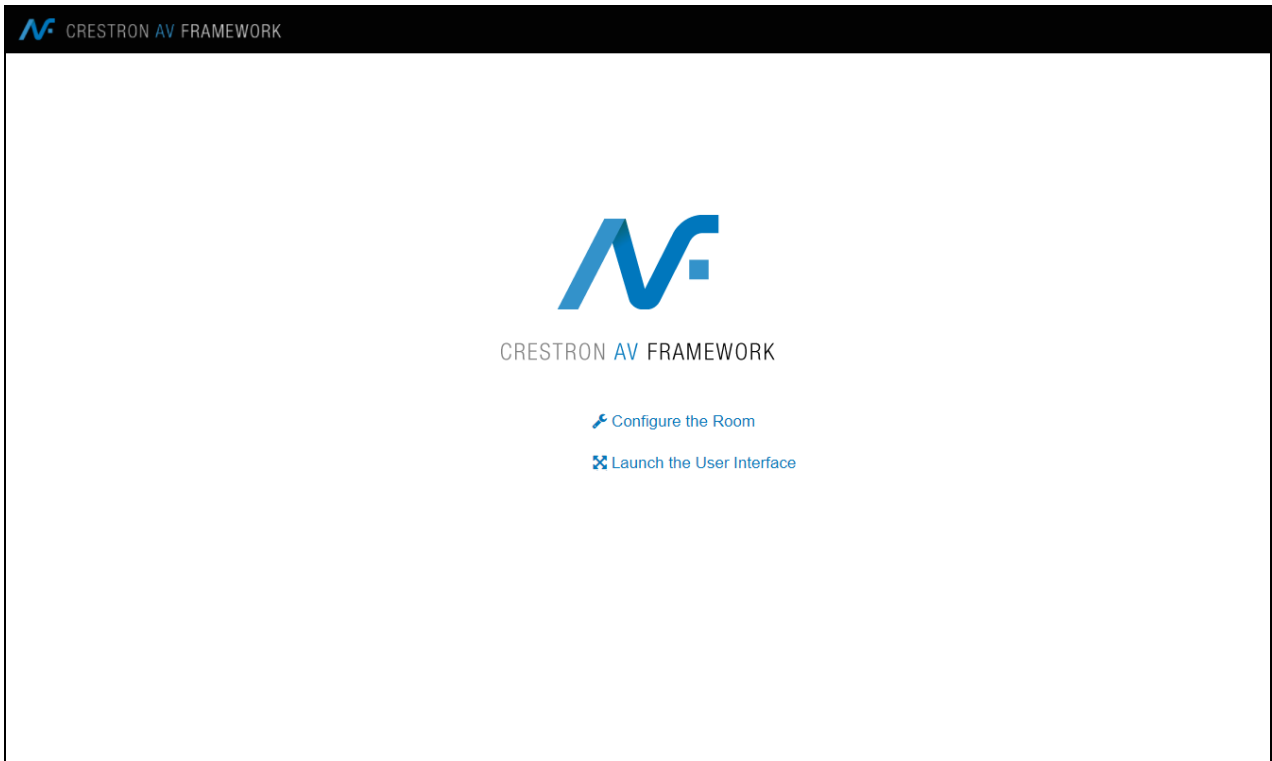 CRESTRON AV FRAMEWORK
CRESTRON AV FRAMEWORK
Configure the Room
Launch the User Interface